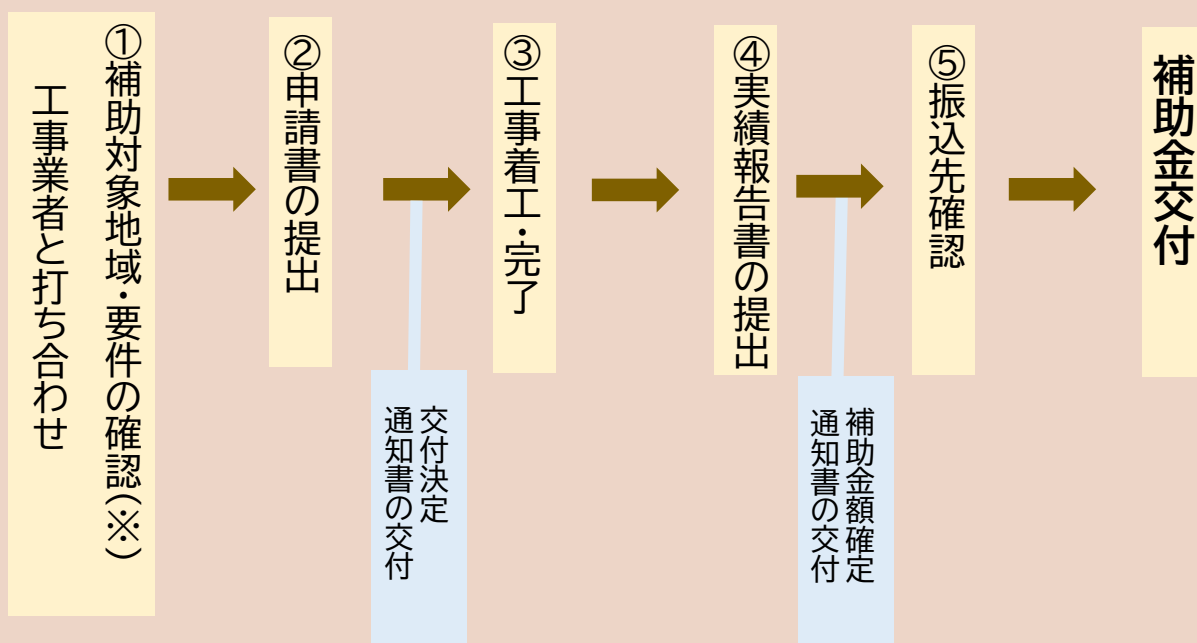 ①補助対象地域・要件の確認(※)
工事業者と打ち合わせ
②申請書の提出
交付決定
通知書の交付
③工事着工・完了
④実績報告書の提出
補助金額確定
通知書の交付
⑤振込先確認
補助金交付